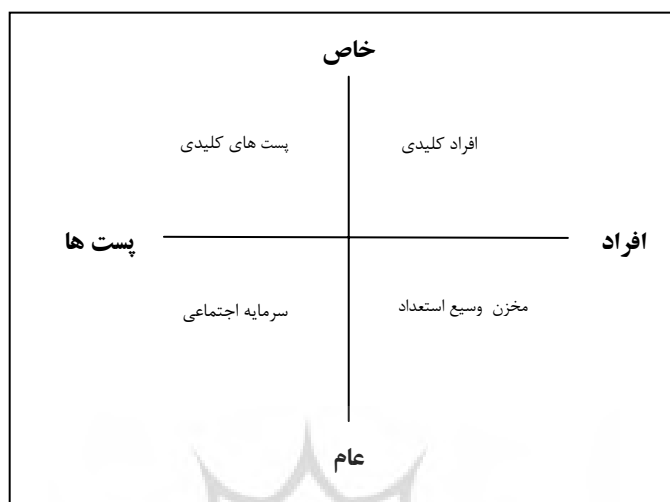 خاص
افراد کلیدی
پست های کلیدی
افراد
پست ها
مخزن وسیع استعداد
سرمایه اجتماعی
عام